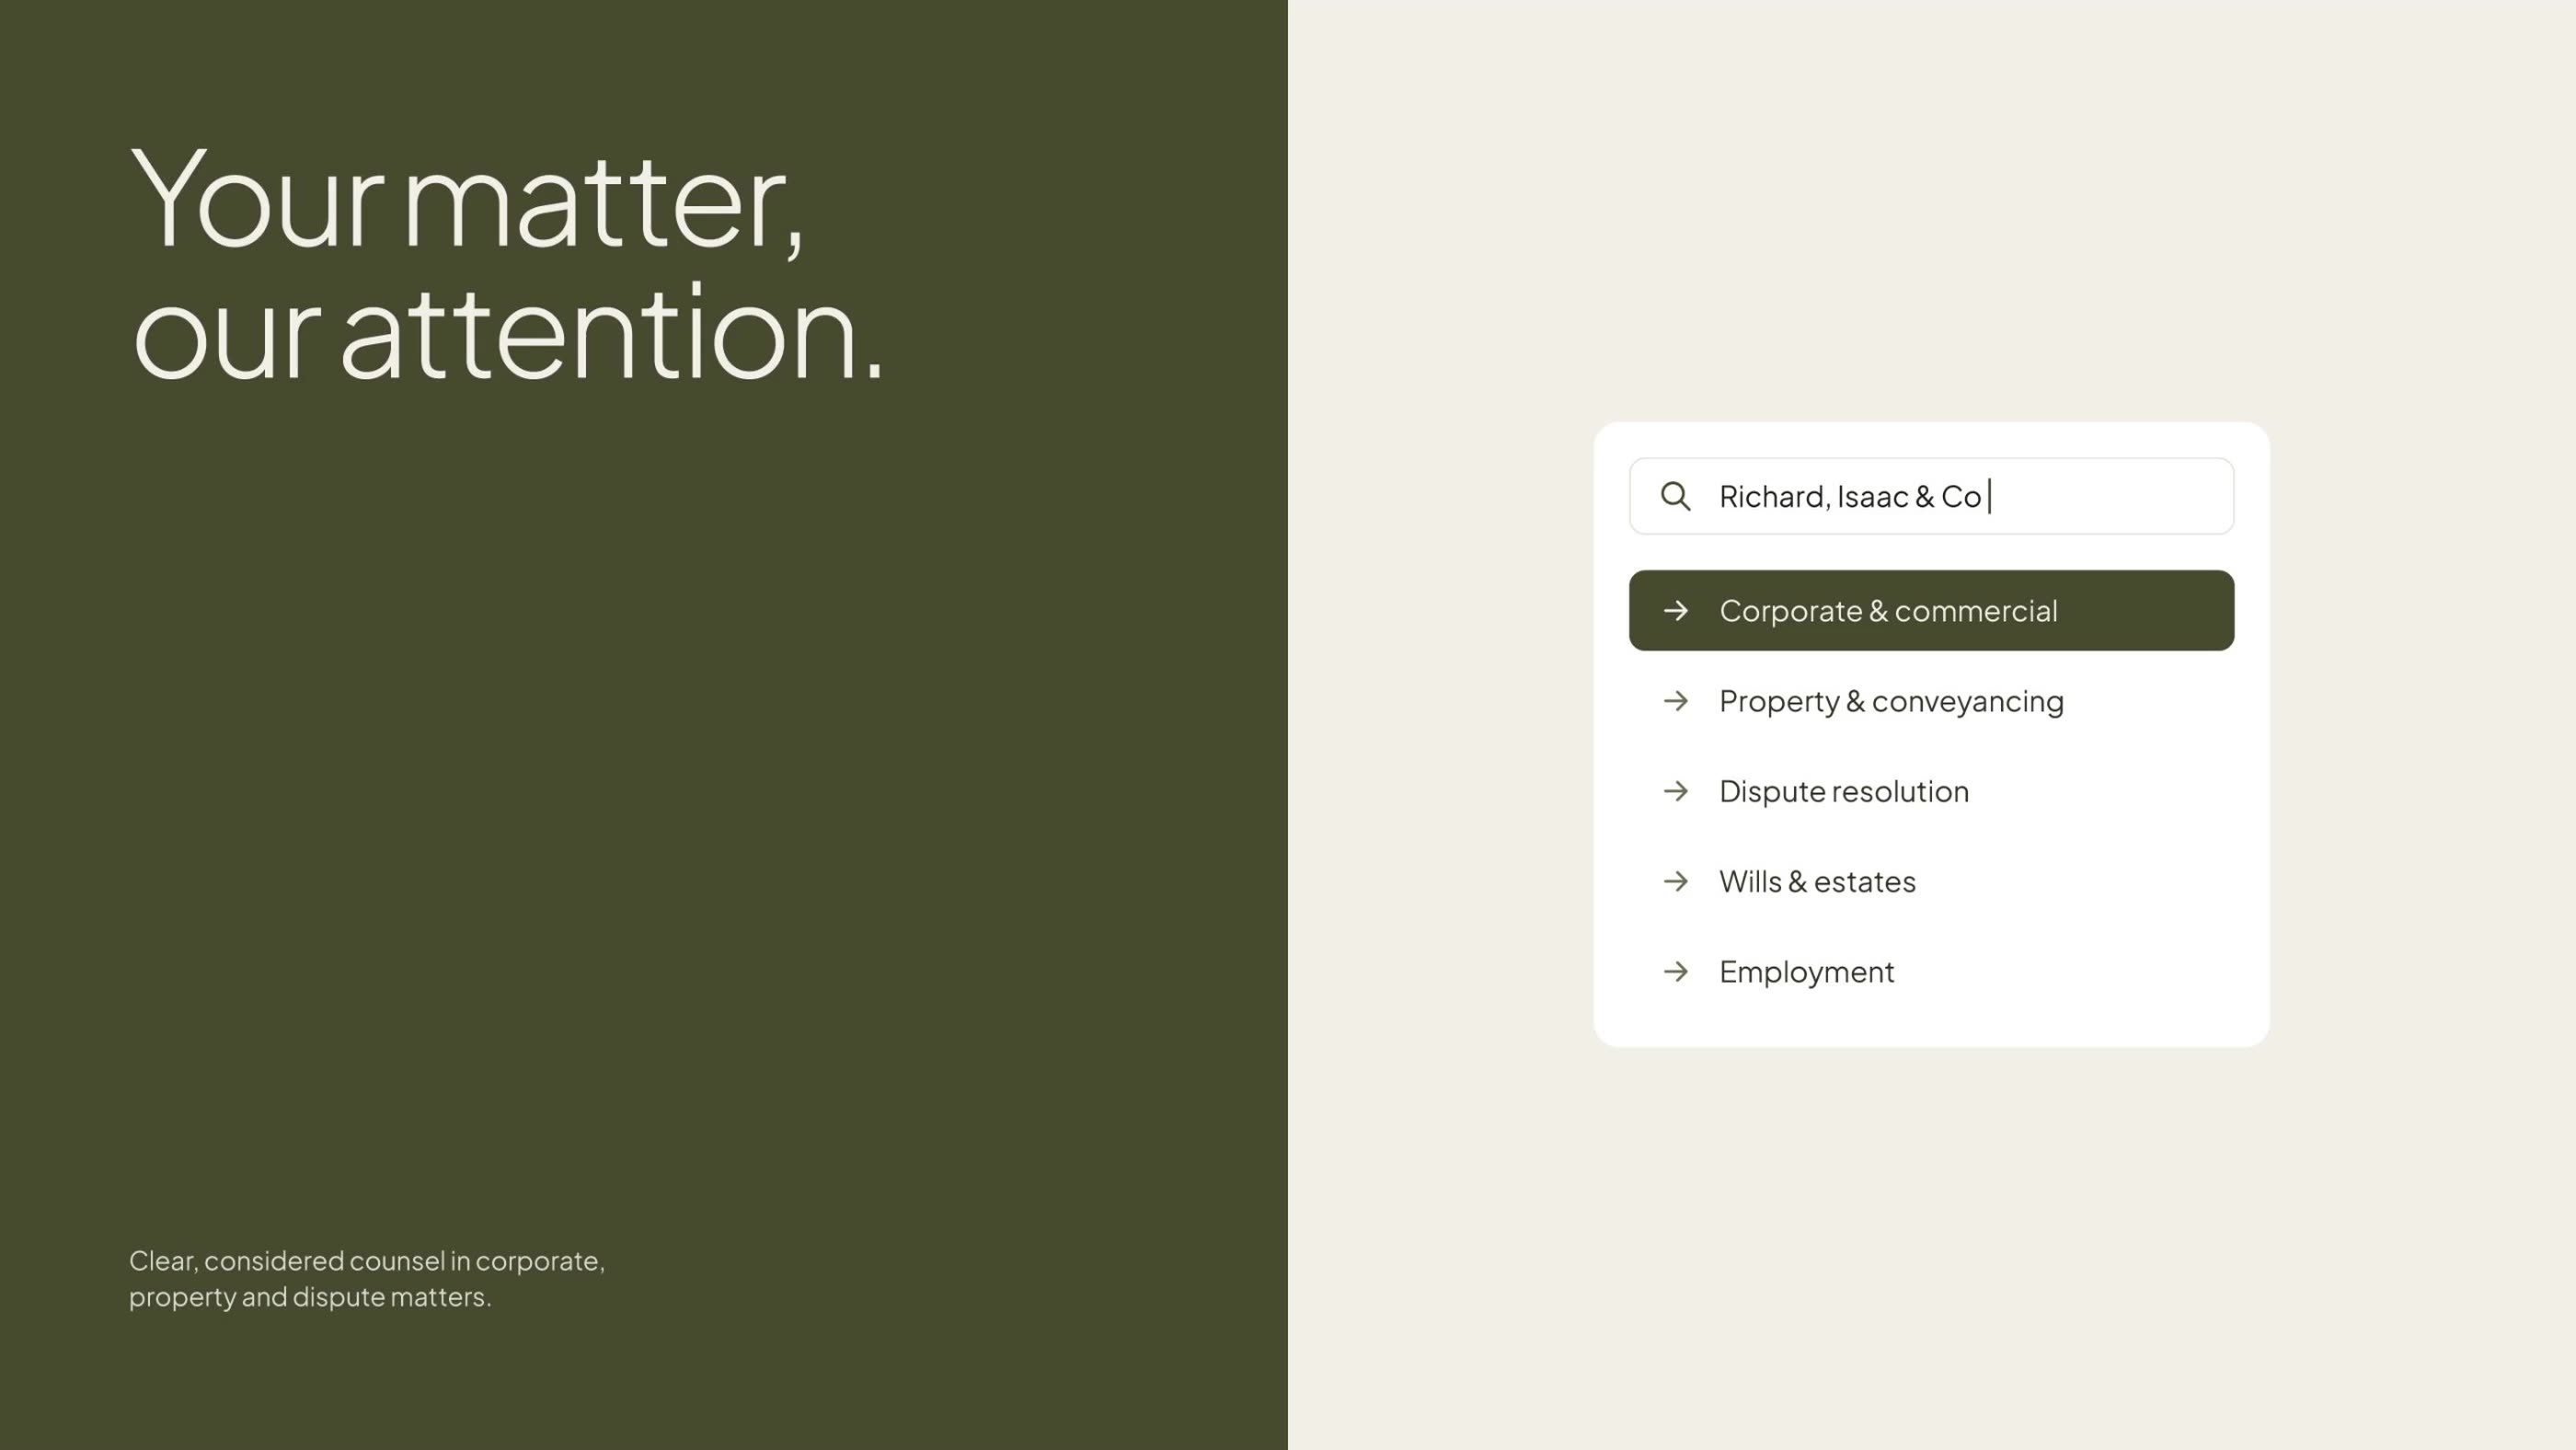 Your matter,
our attention.
Clear, considered counsel in corporate,
property and dispute matters.
Richard, Isaac & Co
Corporate & commercial
Property & conveyancing
Dispute resolution
Wills & estates
Employment